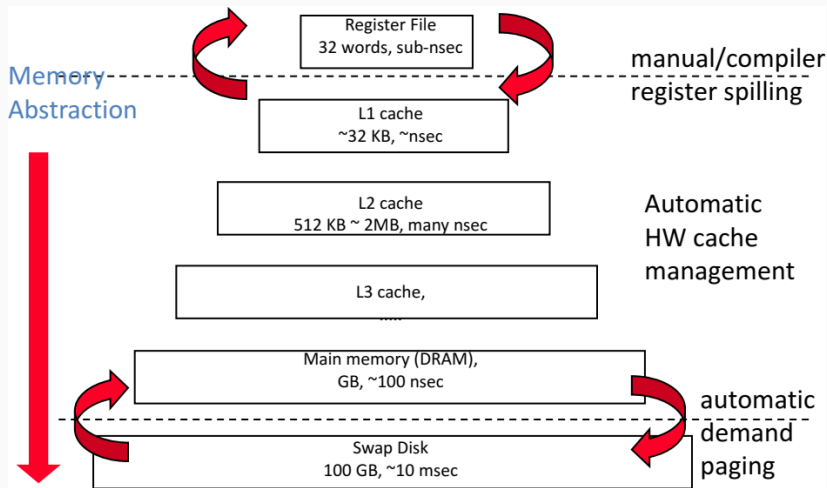 Register File
32 words, sub-nsec
manual/compiler
register spilling
Memory
Abstraction
L1 cache
~32 KB, ~nsec
L2 cache
512 KB ~ 2MB, many nsec
Automatic
HW cache
management
L3 cache,
.....
Main memory (DRAM),
GB, ~100 nsec
automatic
demand
paging
Swap Disk
100 GB, ~10 msec